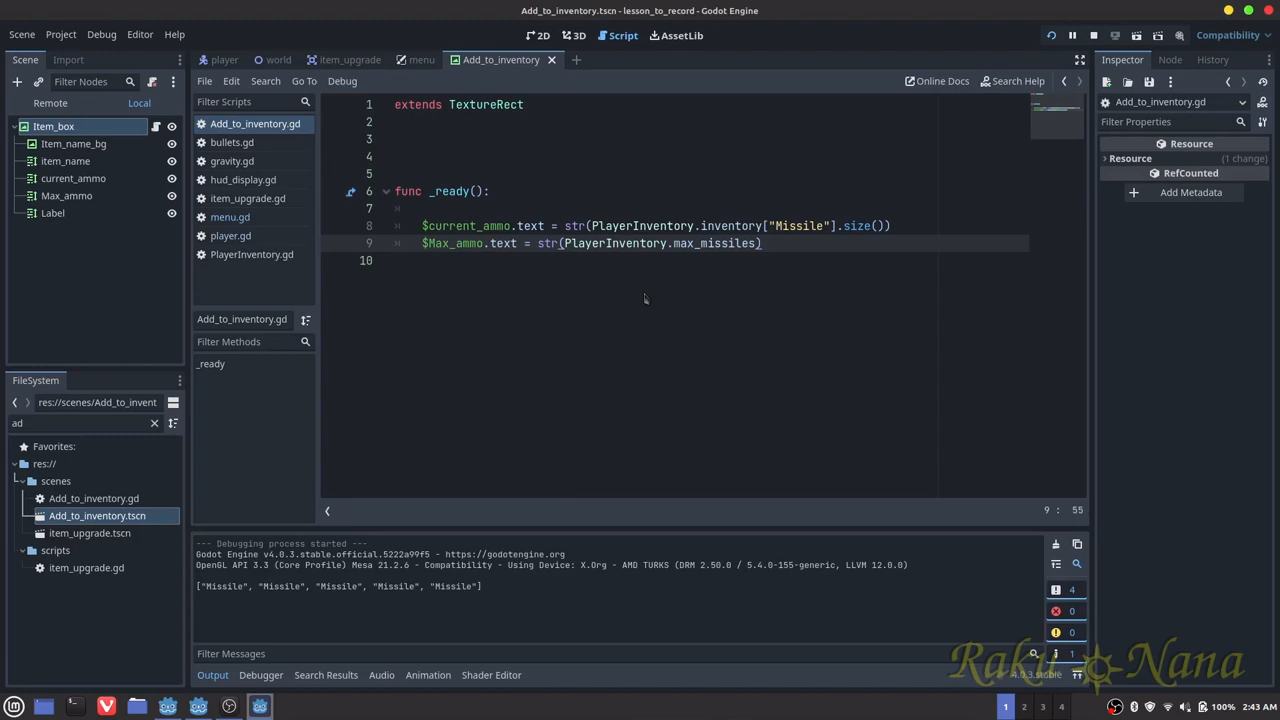 Add_to_inventory.tscn - lesson_to_record - Godot Engine
Scene Project Debug Editor Help
2D 3D Script AssetLib
Compatibility
Scene Import
player world item_upgrade menu Add_to_inventory
Inspector Node History
Filter Nodes
File Edit Search Go To Debug
Online Docs Search Help
Remote Local
Filter Scripts
Add_to_inventory.gd
Filter Properties
Item_box
Item_name_bg
item_name
current_ammo
Max_ammo
Label
Add_to_inventory.gd
bullets.gd
gravity.gd
hud_display.gd
item_upgrade.gd
menu.gd
player.gd
PlayerInventory.gd
Add_to_inventory.gd
Filter Methods
_ready
1 extends TextureRect
2
3
4
5
6 func _ready():
7
8 $current_ammo.text = str(PlayerInventory.inventory["Missile"].size())
9 $Max_ammo.text = str(PlayerInventory.max_missiles)
10
9 : 55
Resource
Resource (1 change)
RefCounted
Add Metadata
FileSystem
res://scenes/Add_to_invent
ad
Favorites:
res://
scenes
Add_to_inventory.gd
Add_to_inventory.tscn
item_upgrade.tscn
scripts
item_upgrade.gd
--- Debugging process started ---
Godot Engine v4.0.3.stable.official.5222a99f5 - https://godotengine.org
OpenGL API 3.3 (Core Profile) Mesa 21.2.6 - Compatibility - Using Device: X.Org - AMD TURKS (DRM 2.50.0 / 5.4.0-155-generic, LLVM 12.0.0)
["Missile", "Missile", "Missile", "Missile", "Missile"]
4
0
0
1
Filter Messages
Output Debugger Search Results Audio Animation Shader Editor
4.0.3.stable
Raku Nana
1 2 3 4
100% 2:43 AM